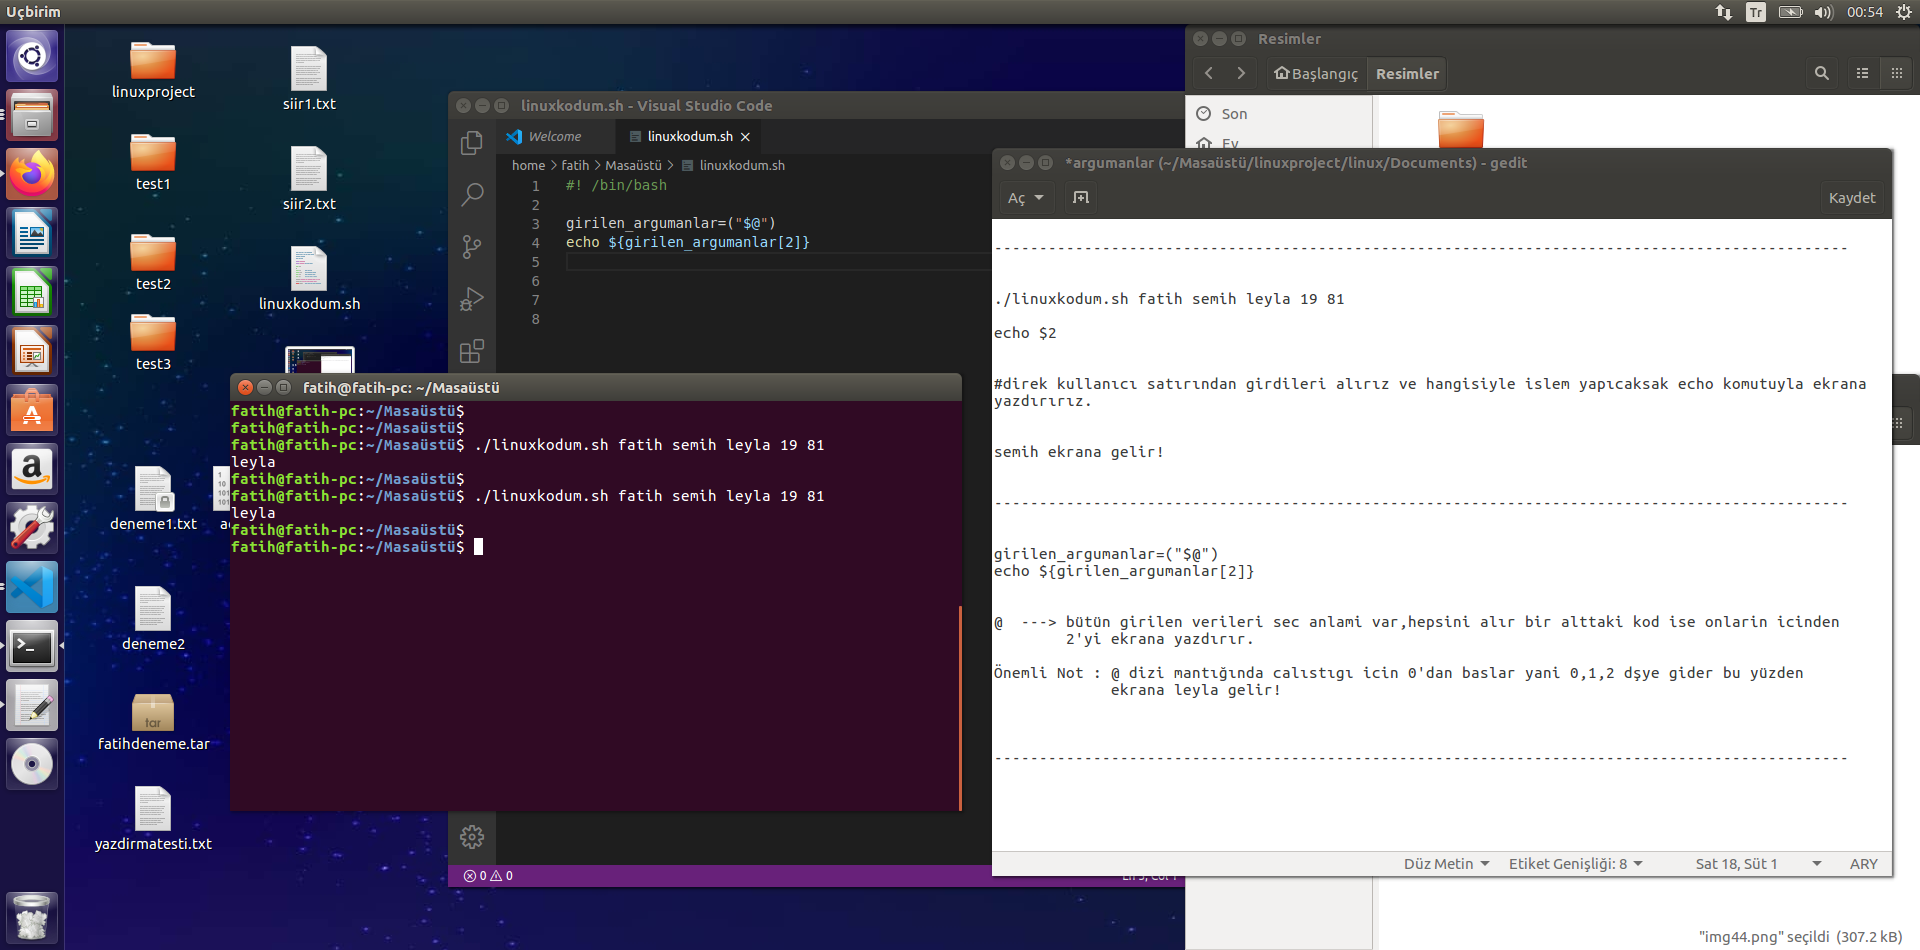 Uçbirim
Tr
00:54
linuxproject
siir1.txt
test1
siir2.txt
test2
linuxkodum.sh
test3
deneme1.txt
deneme2
tar
fatihdeneme.tar
yazdirmatesti.txt
linuxkodum.sh - Visual Studio Code
Welcome
linuxkodum.sh
home > fatih > Masaüstü > linuxkodum.sh
1 #! /bin/bash
2
3 girilen_argumanlar=("$@")
4 echo ${girilen_argumanlar[2]}
5
6
7
8
0 0
fatih@fatih-pc: ~/Masaüstü
fatih@fatih-pc:~/Masaüstü$
fatih@fatih-pc:~/Masaüstü$
fatih@fatih-pc:~/Masaüstü$ ./linuxkodum.sh fatih semih leyla 19 81
leyla
fatih@fatih-pc:~/Masaüstü$
fatih@fatih-pc:~/Masaüstü$ ./linuxkodum.sh fatih semih leyla 19 81
leyla
fatih@fatih-pc:~/Masaüstü$
fatih@fatih-pc:~/Masaüstü$
Resimler
Başlangıç
Resimler
Son
Ev
*argumanlar (~/Masaüstü/linuxproject/linux/Documents) - gedit
Aç
Kaydet
-----------------------------------------------------------------------------------------------
./linuxkodum.sh fatih semih leyla 19 81
echo $2
#direk kullanıcı satırından girdileri alırız ve hangisiyle islem yapıcaksak echo komutuyla ekrana
yazdırırız.
semih ekrana gelir!
-----------------------------------------------------------------------------------------------
girilen_argumanlar=("$@")
echo ${girilen_argumanlar[2]}
@ ---> bütün girilen verileri sec anlami var,hepsini alır bir alttaki kod ise onlarin icinden
2'yi ekrana yazdırır.
Önemli Not : @ dizi mantığında calıstıgı icin 0'dan baslar yani 0,1,2 dşye gider bu yüzden
ekrana leyla gelir!
-----------------------------------------------------------------------------------------------
Düz Metin
Etiket Genişliği: 8
Sat 18, Süt 1
ARY
"img44.png" seçildi (307.2 kB)